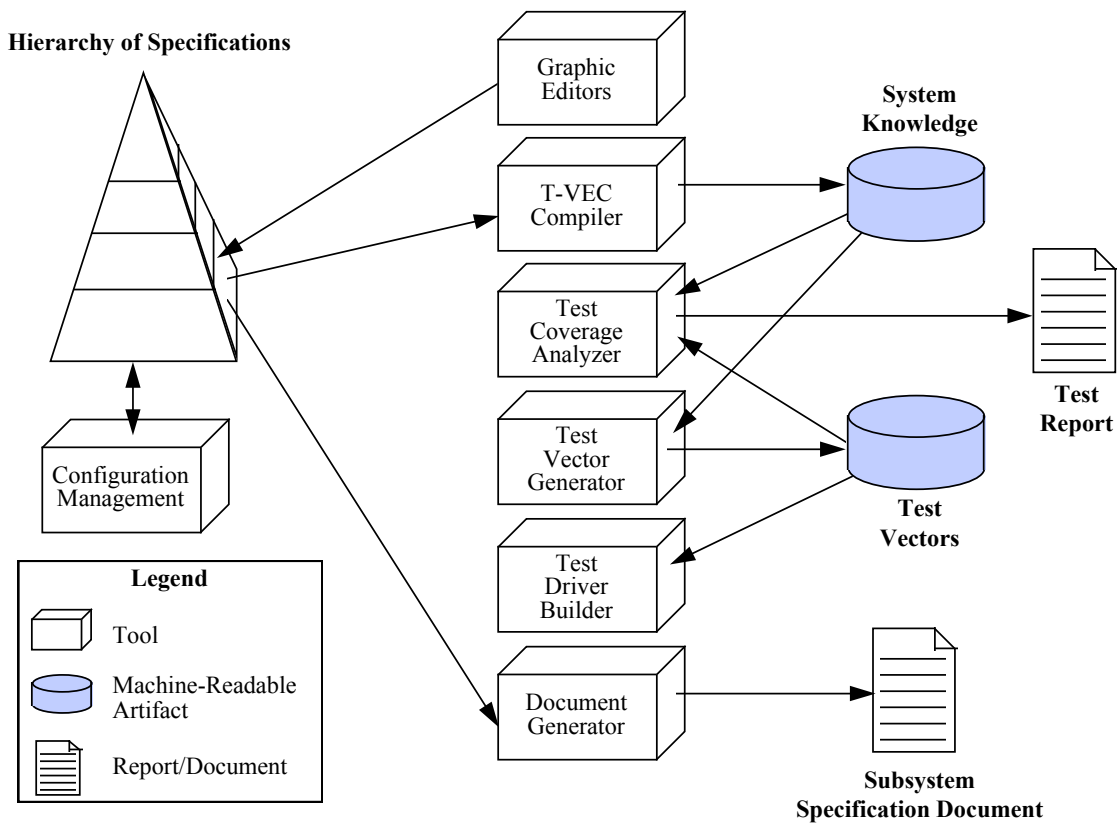 Hierarchy of Specifications
Graphic
Editors
System
Knowledge
T-VEC
Compiler
Test
Coverage
Analyzer
Test
Report
Test
Vector
Generator
Configuration
Management
Test
Vectors
Test
Driver
Builder
Legend
Tool
Machine-Readable
Artifact
Report/Document
Document
Generator
Subsystem
Specification Document